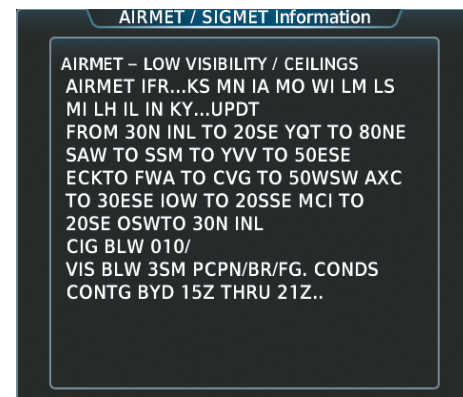 AIRMET / SIGMET Information
AIRMET – LOW VISIBILITY / CEILINGS
AIRMET IFR...KS MN IA MO WI LM LS
MI LH IL IN KY...UPDT
FROM 30N INL TO 20SE YQT TO 80NE
SAW TO SSM TO YVV TO 50ESE
ECKTO FWA TO CVG TO 50WSW AXC
TO 30ESE IOW TO 20SSE MCI TO
20SE OSWTO 30N INL
CIG BLW 010/
VIS BLW 3SM PCPN/BR/FG. CONDS
CONTG BYD 15Z THRU 21Z..